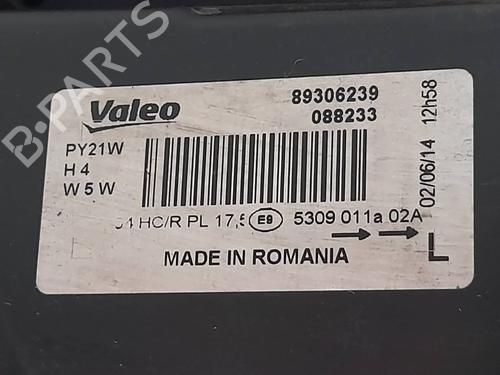 B-PARTS
Valeo
89306239
088233
PY21W
H 4
W 5 W
HC/R PL 17,5 E9 5309 011a 02A
L
MADE IN ROMANIA
02/06/14 12h58